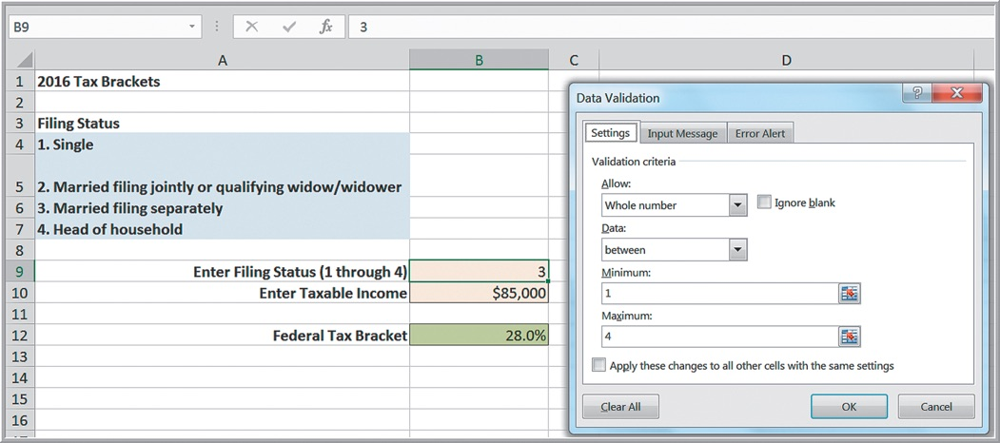 B9
fx
3
A B C D
1 2016 Tax Brackets
2
3 Filing Status
4 1. Single
5 2. Married filing jointly or qualifying widow/widower
6 3. Married filing separately
7 4. Head of household
8
9 Enter Filing Status (1 through 4) 3
10 Enter Taxable Income $85,000
11
12 Federal Tax Bracket 28.0%
13
14
15
16
Data Validation
?
X
Settings Input Message Error Alert
Validation criteria
Allow:
Whole number Ignore blank
Data:
between
Minimum:
1
Maximum:
4
Apply these changes to all other cells with the same settings
Clear All OK Cancel